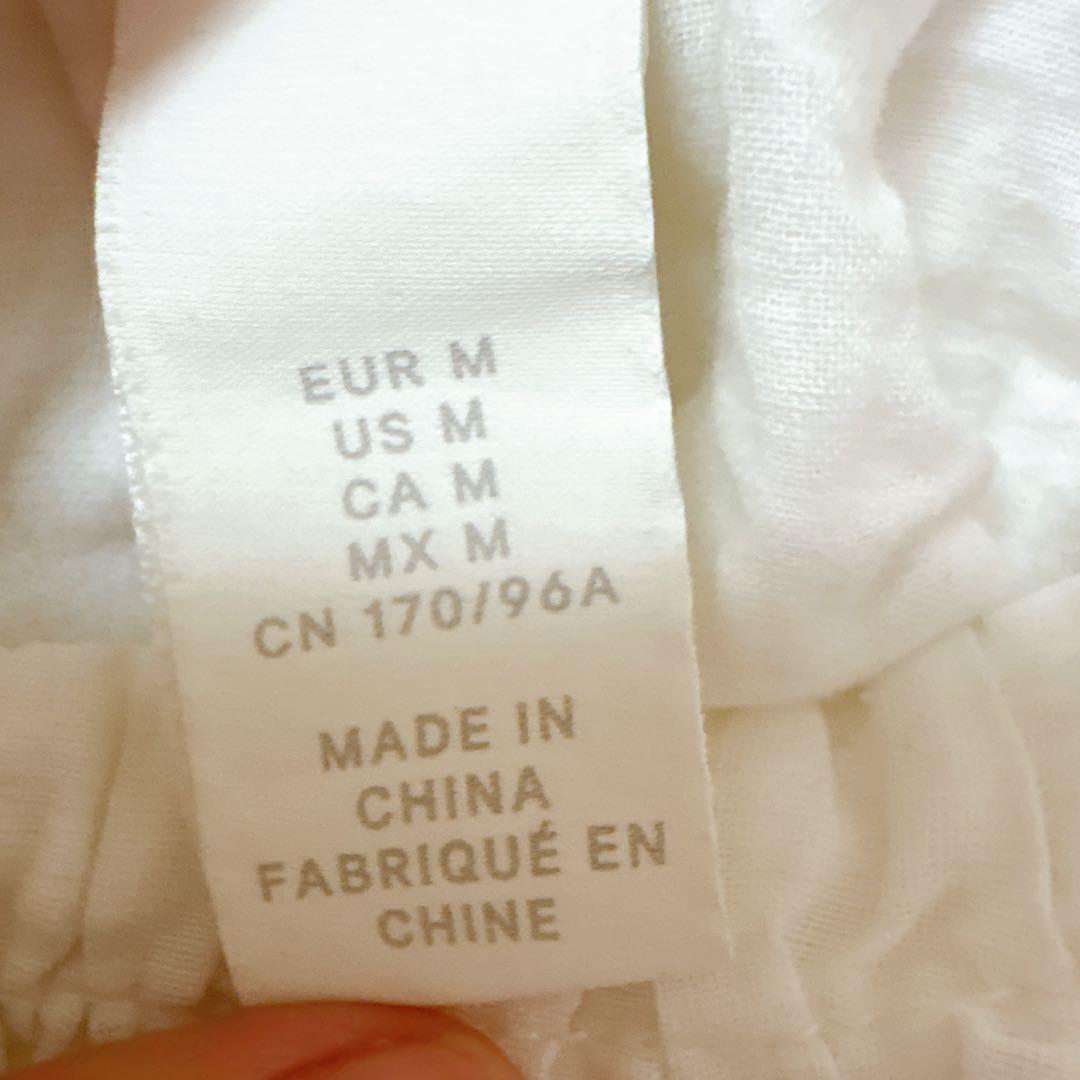 EUR M
US M
CA M
MX M
CN 170/96A
MADE IN
CHINA
FABRIQUÉ EN
CHINE